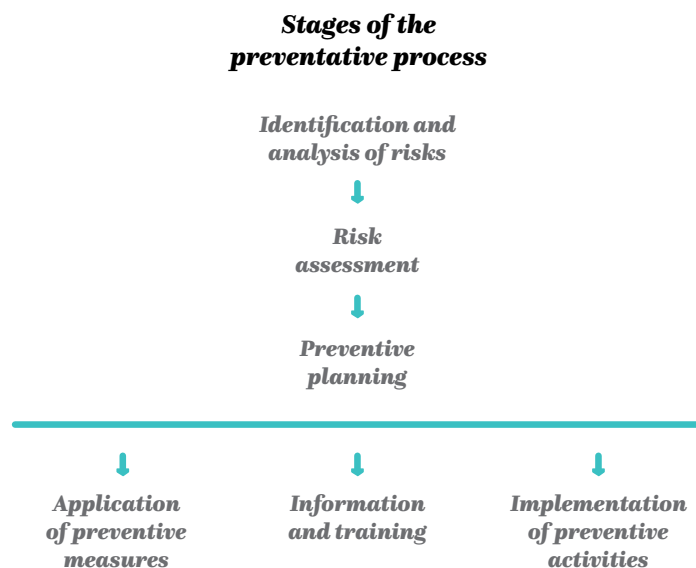 Stages of the
preventative process
Identification and
analysis of risks
Risk
assessment
Preventive
planning
Application
of preventive
measures
Information
and training
Implementation
of preventive
activities